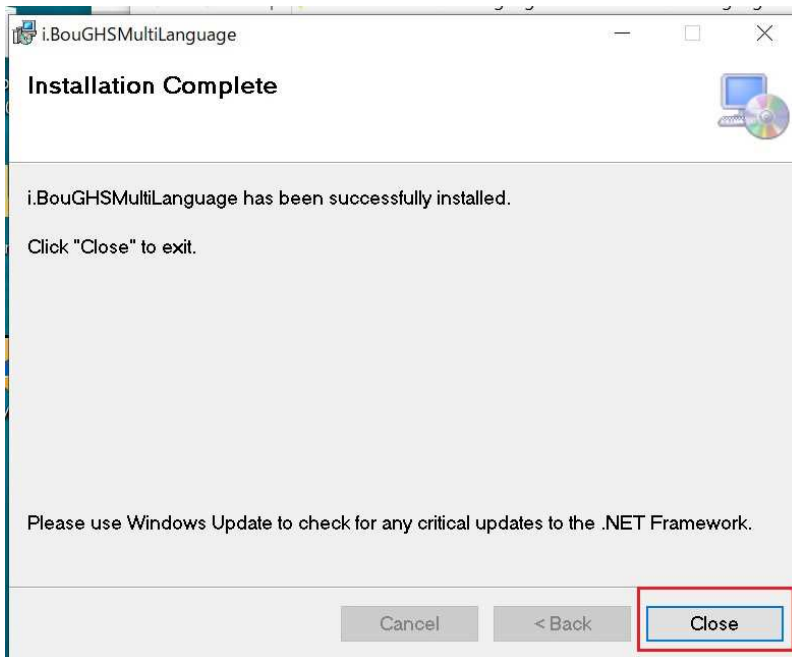 i.BouGHSMultiLanguage
Installation Complete
i.BouGHSMultiLanguage has been successfully installed.
Click "Close" to exit.
Please use Windows Update to check for any critical updates to the .NET Framework.
Cancel
< Back
Close